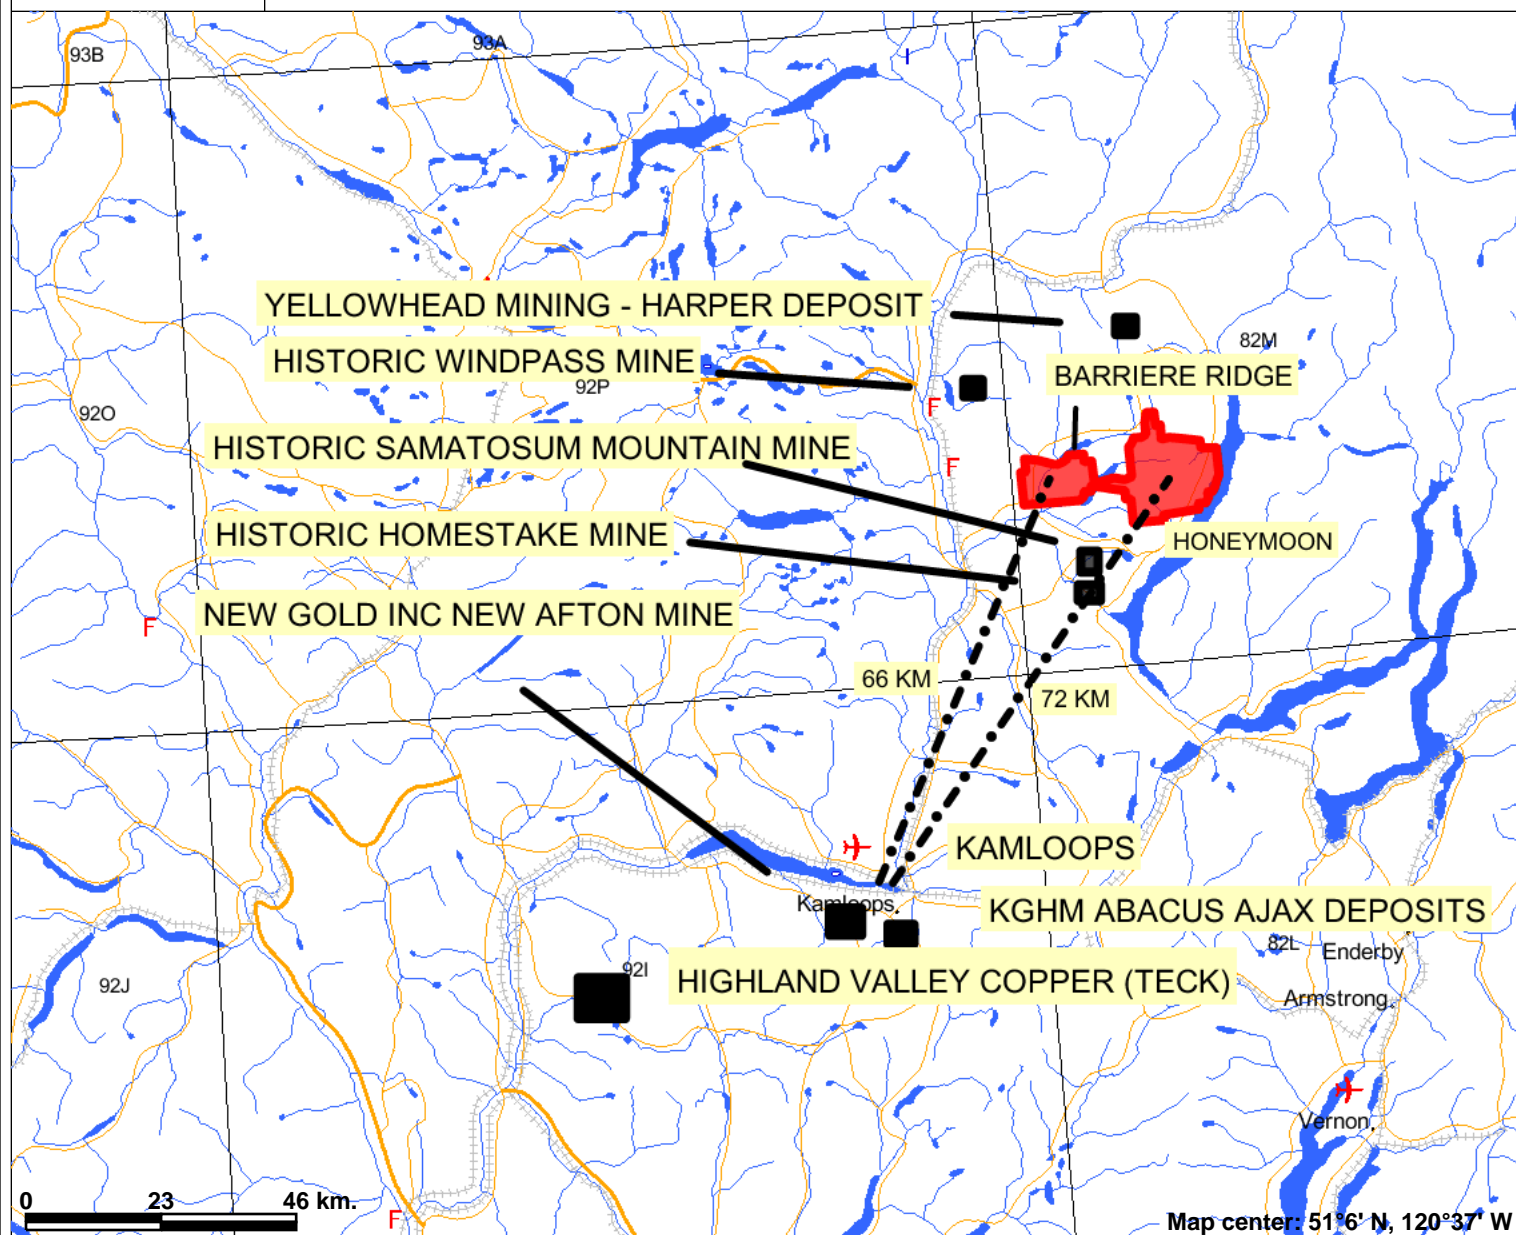 93B
93A
YELLOWHEAD MINING - HARPER DEPOSIT
82M
HISTORIC WINDPASS MINE
BARRIERE RIDGE
92P
92O
F
HISTORIC SAMATOSUM MOUNTAIN MINE
F
HISTORIC HOMESTAKE MINE
HONEYMOON
NEW GOLD INC NEW AFTON MINE
F
66 KM
72 KM
KAMLOOPS
Kamloops
KGHM ABACUS AJAX DEPOSITS
82L
Enderby
92I
HIGHLAND VALLEY COPPER (TECK)
92J
Armstrong
Vernon
0 23 46 km.
F
Map center: 51°6' N, 120°37' W